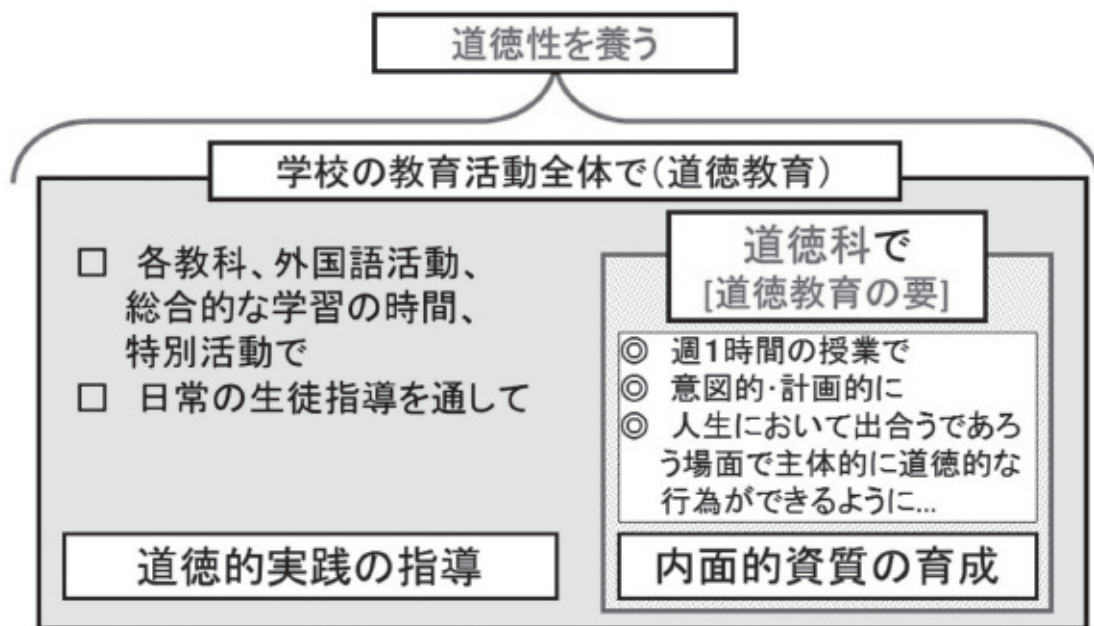 道徳性を養う
学校の教育活動全体で(道徳教育)
□ 各教科、外国語活動、
総合的な学習の時間、
特別活動で
□ 日常の生徒指導を通して
道徳的実践の指導
道徳科で
[道徳教育の要]
◎ 週1時間の授業で
◎ 意図的・計画的に
◎ 人生において出合うであろ
う場面で主体的に道徳的な
行為ができるように...
内面的資質の育成